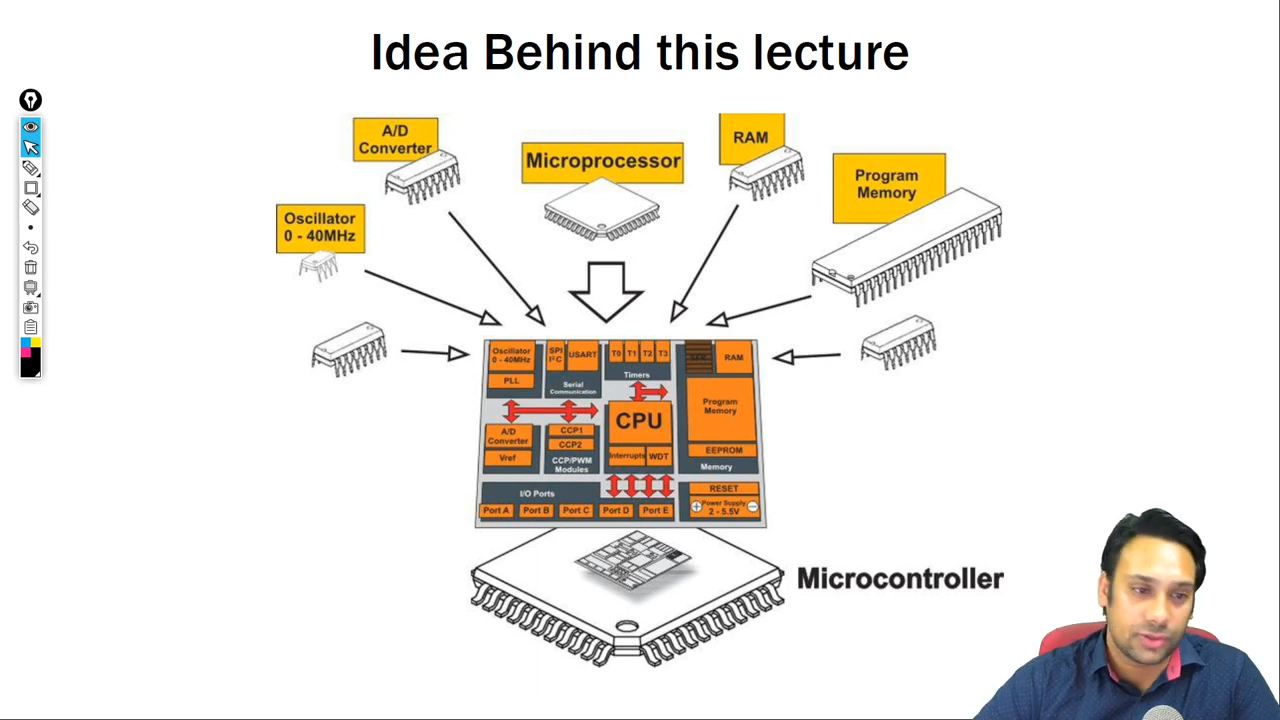 Idea Behind this lecture
A/D
Converter
Microprocessor
RAM
Program
Memory
Oscillator
0 - 40MHz
Oscillator
0 - 40MHz
PLL
SPI
I²C
USART
Serial
Communication
T0 T1 T2 T3
Timers
RAM
Program
Memory
EEPROM
Memory
CPU
Interrupts
WDT
A/D
Converter
Vref
CCP1
CCP2
CCP/PWM
Modules
I/O Ports
Port A Port B Port C Port D Port E
RESET
Power Supply
2 - 5.5V
Microcontroller